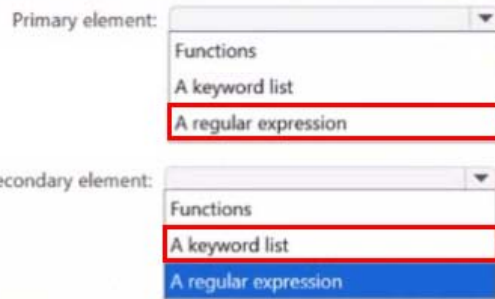 Primary element:
Functions
A keyword list
A regular expression
econdary element:
Functions
A keyword list
A regular expression